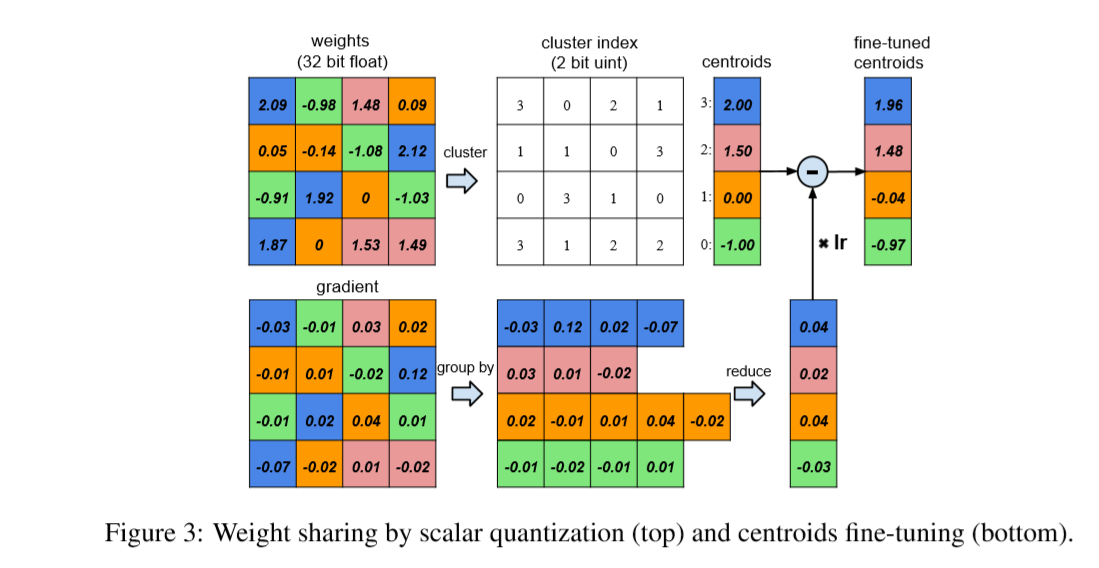 weights
(32 bit float)
cluster index
(2 bit uint)
centroids
fine-tuned
centroids
2.09 -0.98 1.48 0.09
3 0 2 1
3: 2.00
1.96
0.05 -0.14 -1.08 2.12
cluster
1 1 0 3
2: 1.50
1.48
-0.91 1.92 0 -1.03
0 3 1 0
1: 0.00
-0.04
1.87 0 1.53 1.49
3 1 2 2
0: -1.00
× lr
-0.97
gradient
-0.03 -0.01 0.03 0.02
-0.03 0.12 0.02 -0.07
0.04
-0.01 0.01 -0.02 0.12
group by
0.03 0.01 -0.02
reduce
0.02
-0.01 0.02 0.04 0.01
0.02 -0.01 0.01 0.04 -0.02
0.04
-0.07 -0.02 0.01 -0.02
-0.01 -0.02 -0.01 0.01
-0.03
Figure 3: Weight sharing by scalar quantization (top) and centroids fine-tuning (bottom).